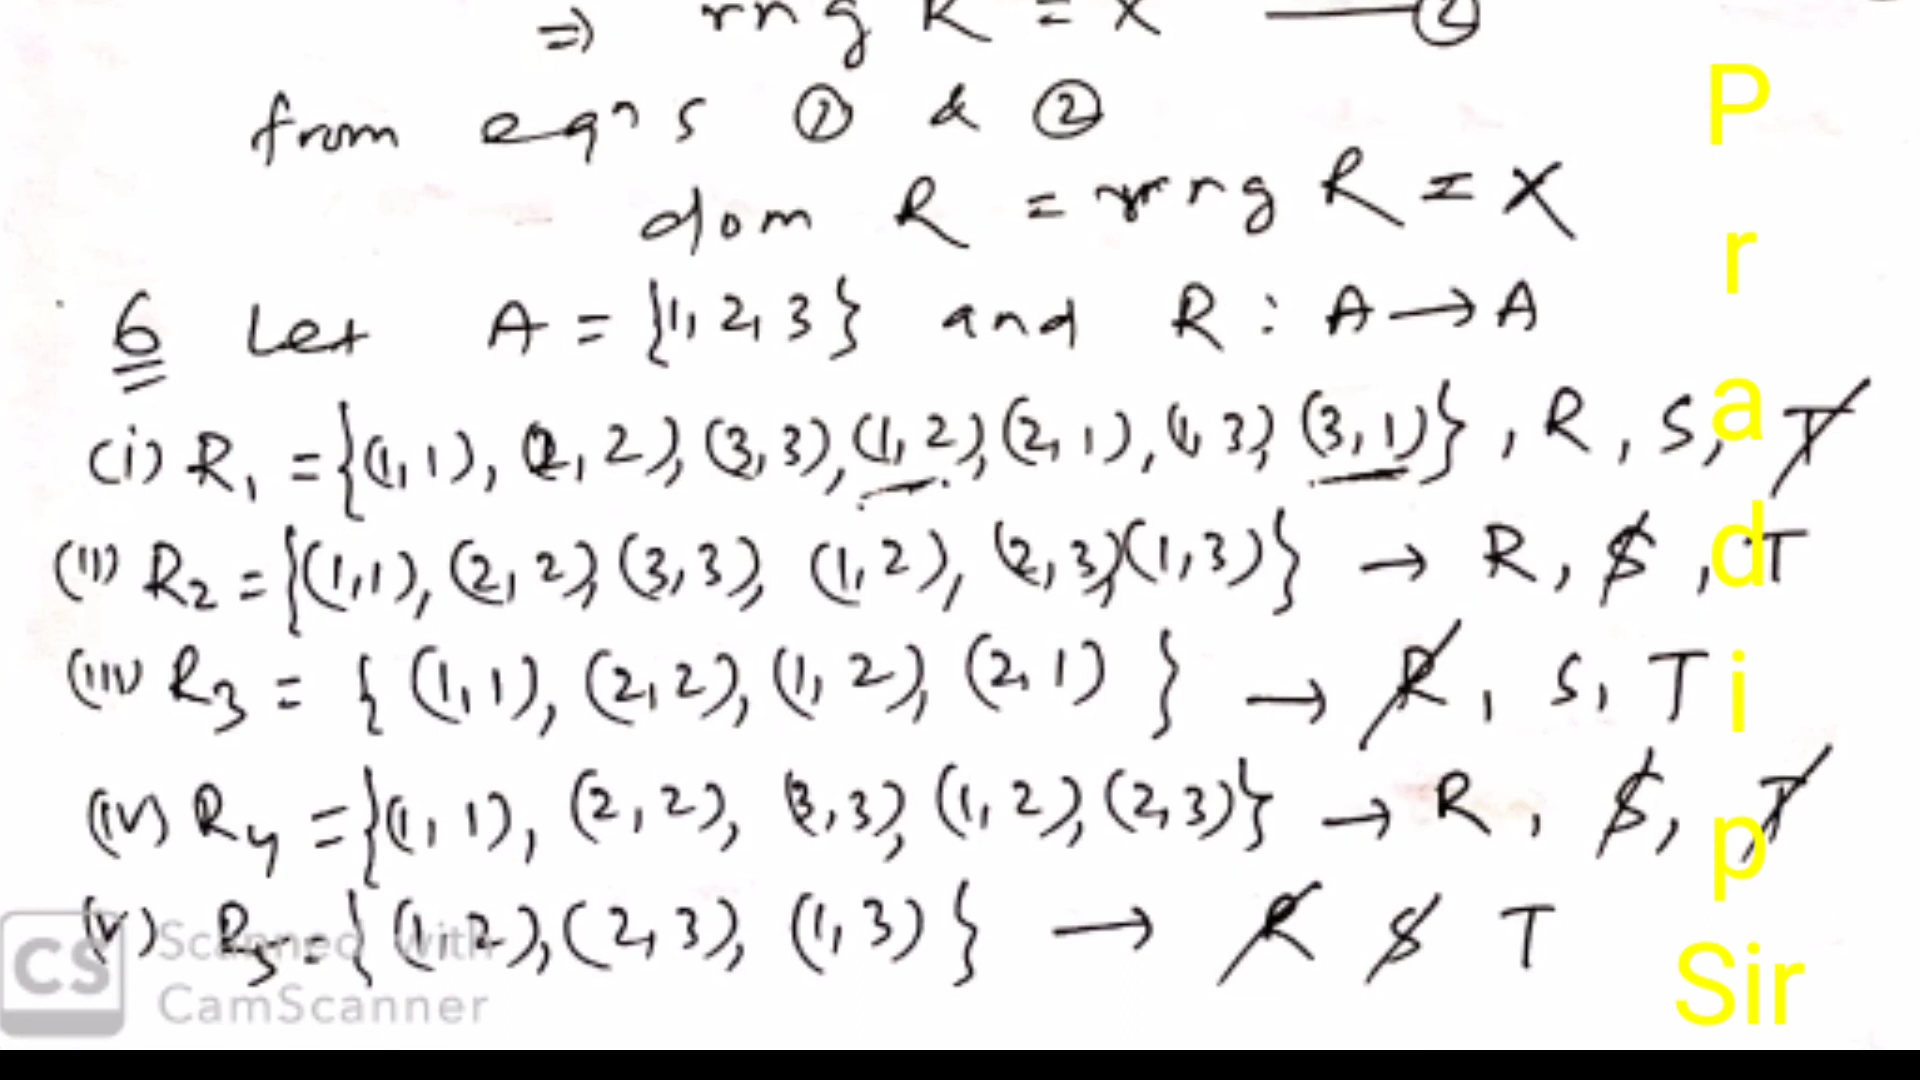 ⇒ rng R = X —②
from eqns ① & ②
dom R = rng R = X
6 Let A = {1, 2, 3} and R : A → A
(i) R₁ = {(1, 1), (2, 2), (3, 3), (1, 2), (2, 1), (1, 3), (3, 1)}, R, S, T̸
(ii) R₂ = {(1, 1), (2, 2), (3, 3), (1, 2), (2, 3), (1, 3)} → R, S̸, T
(iii) R₃ = {(1, 1), (2, 2), (1, 2), (2, 1)} → R̸, S, T
(iv) R₄ = {(1, 1), (2, 2), (3, 3), (1, 2), (2, 3)} → R, S̸, T̸
(v) R₅ = {(1, 2), (2, 3), (1, 3)} → R̸ S̸ T
CS Scanned with
CamScanner
P
r
a
d
i
p
Sir